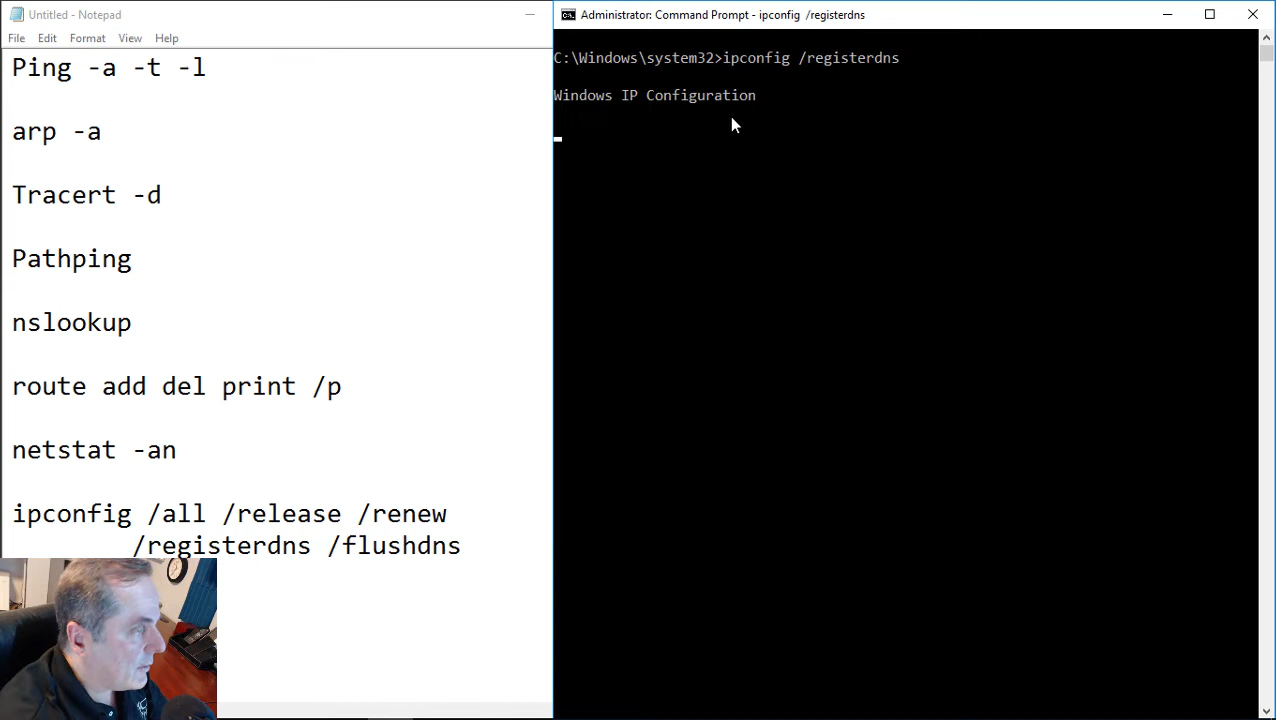 Untitled - Notepad
File Edit Format View Help
Ping -a -t -l
arp -a
Tracert -d
Pathping
nslookup
route add del print /p
netstat -an
ipconfig /all /release /renew
/registerdns /flushdns
Administrator: Command Prompt - ipconfig /registerdns
C:\Windows\system32>ipconfig /registerdns
Windows IP Configuration